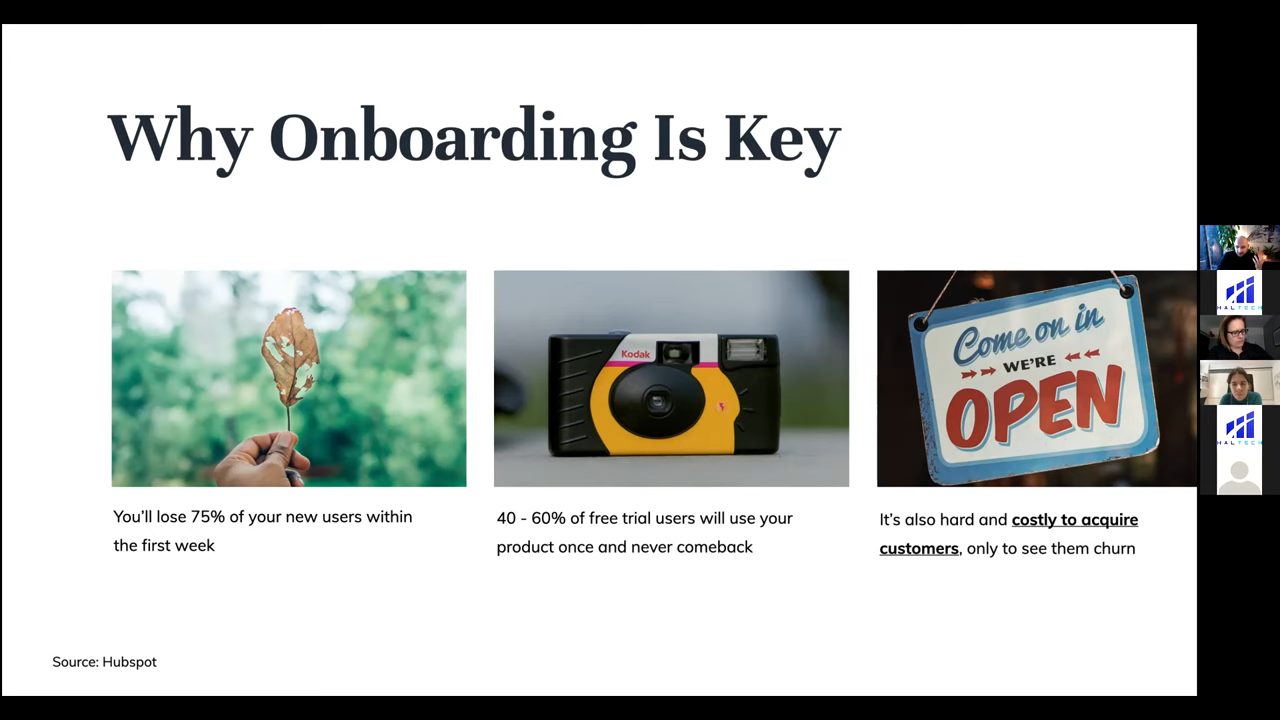 Why Onboarding Is Key
Kodak
Come on in
WE'RE
OPEN
You'll lose 75% of your new users within
the first week
40 - 60% of free trial users will use your
product once and never comeback
It's also hard and costly to acquire
customers, only to see them churn
Source: Hubspot
HALTECH
HALTECH